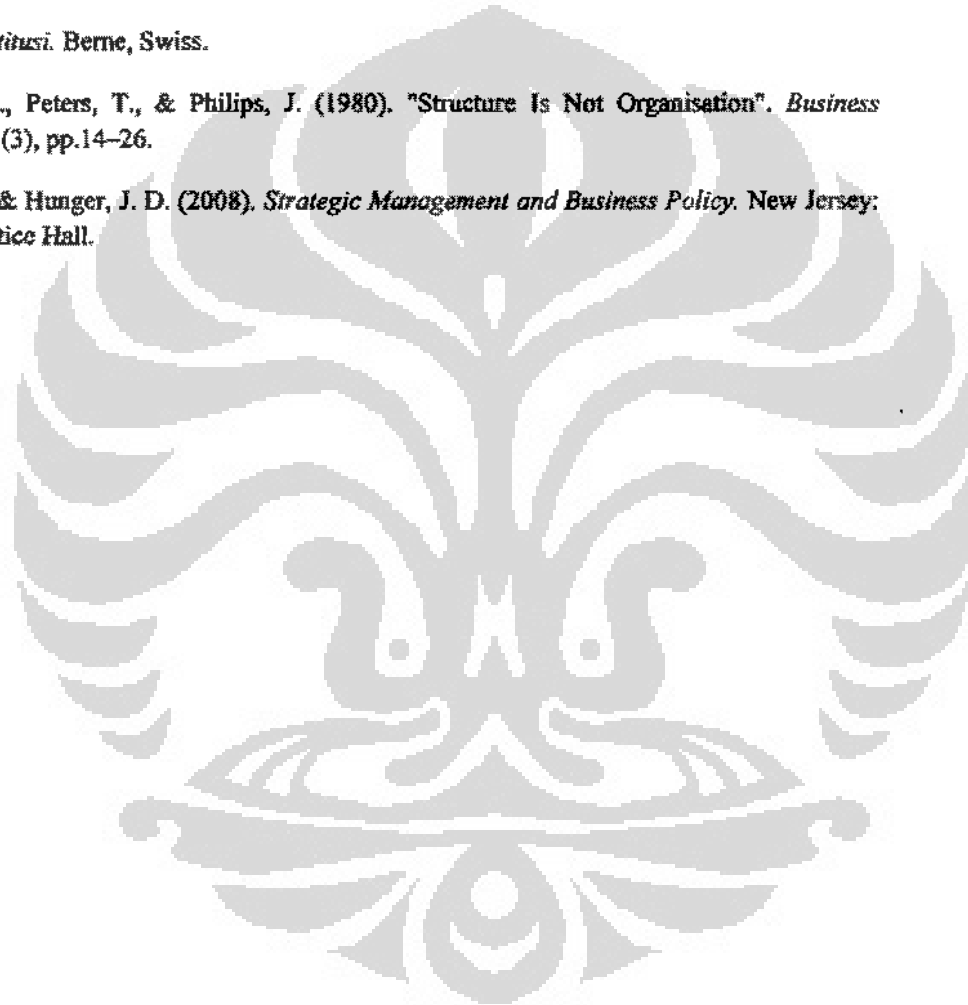 titusi. Berne, Swiss.
., Peters, T., & Philips, J. (1980). "Structure Is Not Organisation". Business
(3), pp.14–26.
& Hunger, J. D. (2008). Strategic Management and Business Policy. New Jersey:
tice Hall.